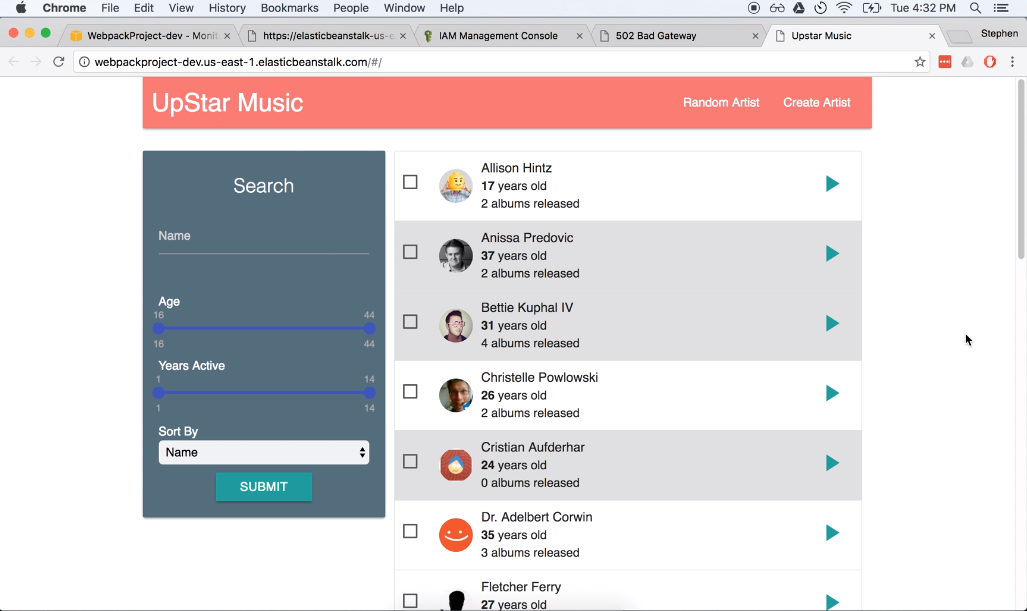 Chrome File Edit View History Bookmarks People Window Help Tue 4:32 PM
WebpackProject-dev - Monit https://elasticbeanstalk-us-e IAM Management Console 502 Bad Gateway Upstar Music Stephen
webpackproject-dev.us-east-1.elasticbeanstalk.com/#/
UpStar Music Random Artist Create Artist
Search
Name
Age
16 44
16 44
Years Active
1 14
1 14
Sort By
Name
SUBMIT
Allison Hintz
17 years old
2 albums released
Anissa Predovic
37 years old
2 albums released
Bettie Kuphal IV
31 years old
4 albums released
Christelle Powlowski
26 years old
2 albums released
Cristian Aufderhar
24 years old
0 albums released
Dr. Adelbert Corwin
35 years old
3 albums released
Fletcher Ferry
27 years old